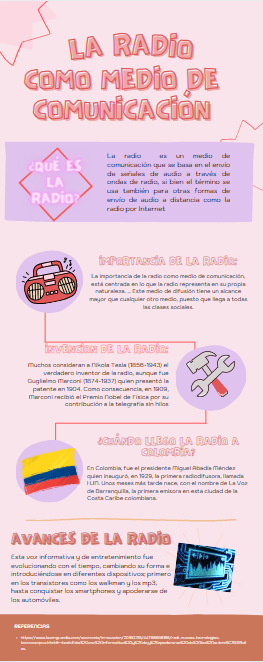 LA RADIO
COMO MEDIO DE
COMUNICACIÓN
¿QUÉ ES
LA
RADIO?
La radio es un medio de
comunicación que se basa en el envío
de señales de audio a través de
ondas de radio, si bien el término se
usa también para otras formas de
envío de audio a distancia como la
radio por Internet
IMPORTANCIA DE LA RADIO:
La importancia de la radio como medio de comunicación,
está centrada en lo que la radio representa en su propia
naturaleza. ... Este medio de difusión tiene un alcance
mayor que cualquier otro medio, puesto que llega a todas
las clases sociales.
INVENCIÓN DE LA RADIO:
Muchos consideran a Nikola Tesla (1856-1943) el
verdadero inventor de la radio, aunque fue
Guglielmo Marconi (1874-1937) quien presentó la
patente en 1904. Como consecuencia, en 1909,
Marconi recibió el Premio Nobel de Física por su
contribución a la telegrafía sin hilos
¿CUÁNDO LLEGO LA RADIO A
COLOMBIA?
En Colombia, fue el presidente Miguel Abadía Méndez
quien inauguró, en 1929, la primera radiodifusora, llamada
HJN. Unos meses más tarde nace, con el nombre de La Voz
de Barranquilla, la primera emisora en esta ciudad de la
Costa Caribe colombiana.
AVANCES DE LA RADIO
Esta voz informativa y de entretenimiento fue
evolucionando con el tiempo, cambiando su forma e
introduciéndose en diferentes dispositivos; primero
en los transistores como los walkman y los mp3,
hasta conquistar los smartphones y apoderarse de
los automóviles.
REFERENCIAS